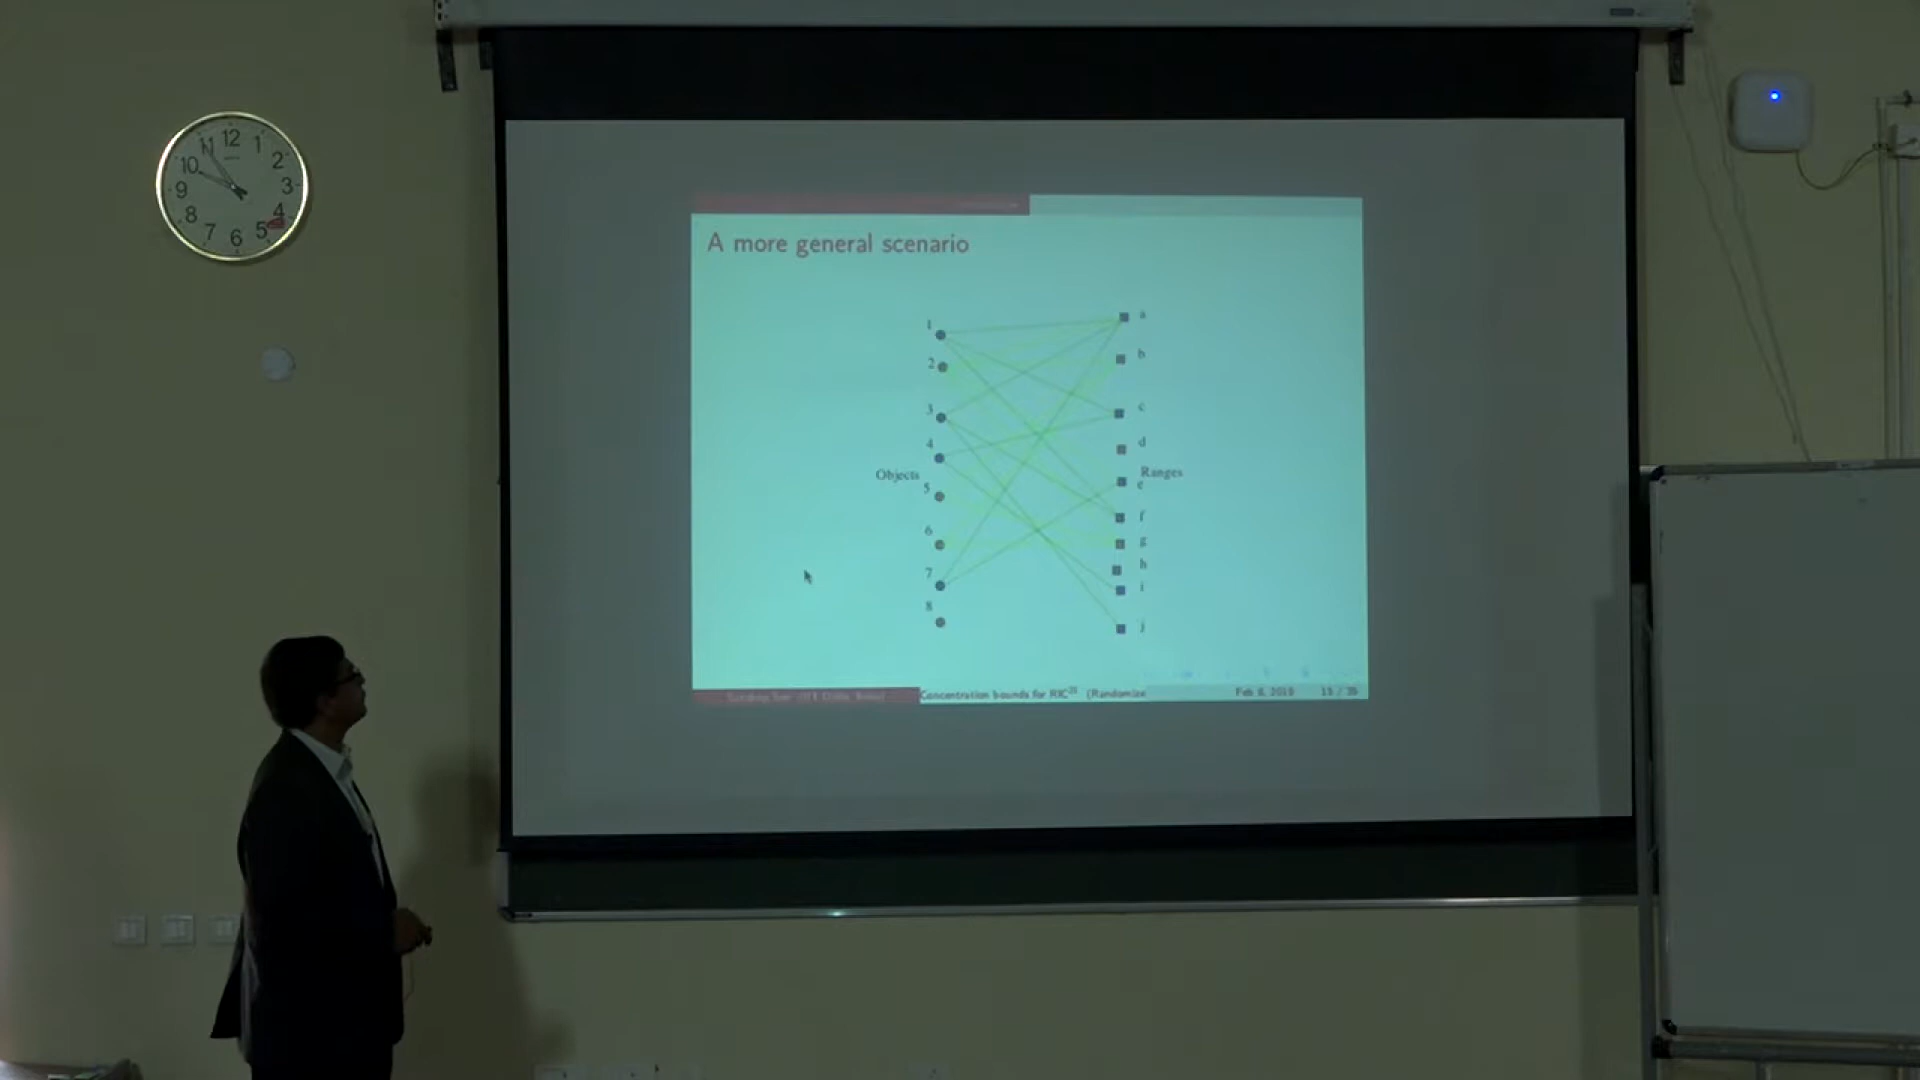 12
11
1
10
2
9
3
8
4
7
5
6
A more general scenario
1
a
2
b
3
c
4
d
Objects
Ranges
5
e
6
f
g
7
h
i
8
j
Concentration bounds for RIC (Randomize
Feb 6, 2019